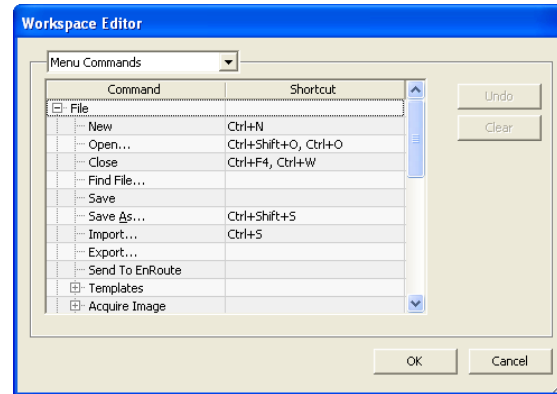 Workspace Editor
Menu Commands
Command Shortcut
File
New Ctrl+N
Open... Ctrl+Shift+O, Ctrl+O
Close Ctrl+F4, Ctrl+W
Find File...
Save
Save As... Ctrl+Shift+S
Import... Ctrl+S
Export...
Send To EnRoute
Templates
Acquire Image
Undo
Clear
OK Cancel